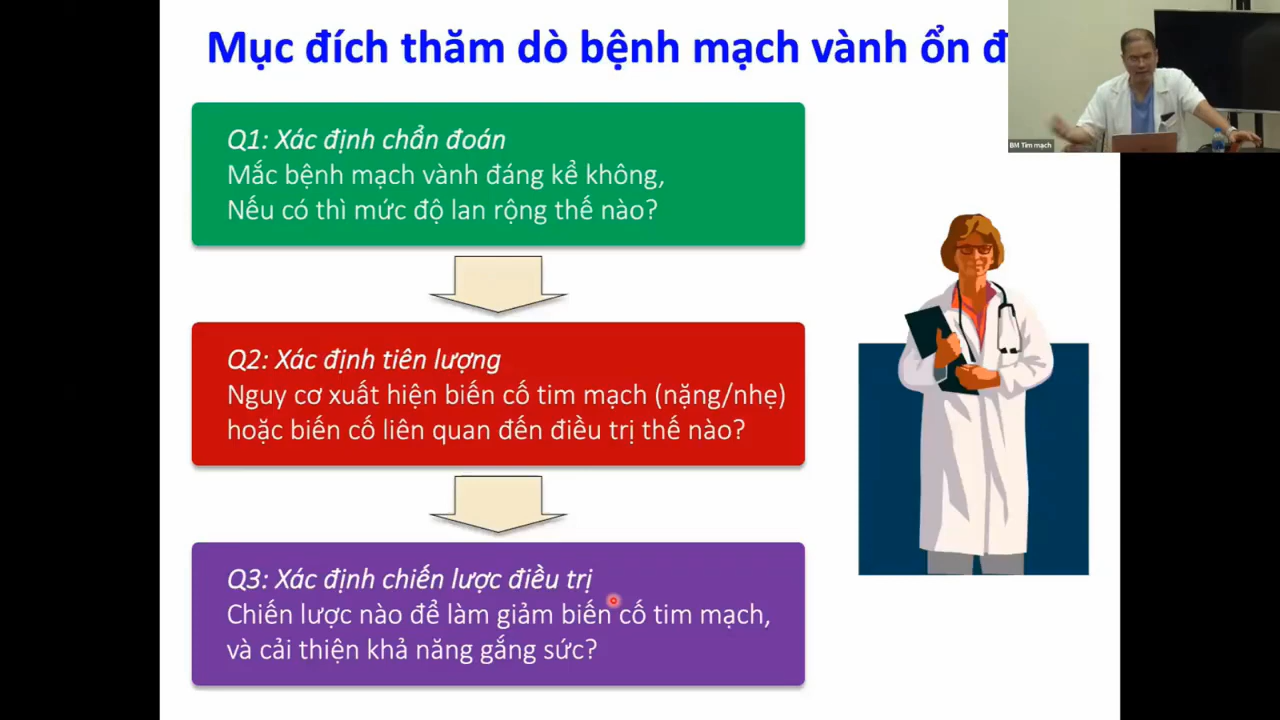 Mục đích thăm dò bệnh mạch vành ổn đ
BM Tim mạch
Q1: Xác định chẩn đoán
Mắc bệnh mạch vành đáng kể không,
Nếu có thì mức độ lan rộng thế nào?
Q2: Xác định tiên lượng
Nguy cơ xuất hiện biến cố tim mạch (nặng/nhẹ)
hoặc biến cố liên quan đến điều trị thế nào?
Q3: Xác định chiến lược điều trị
Chiến lược nào để làm giảm biến cố tim mạch,
và cải thiện khả năng gắng sức?